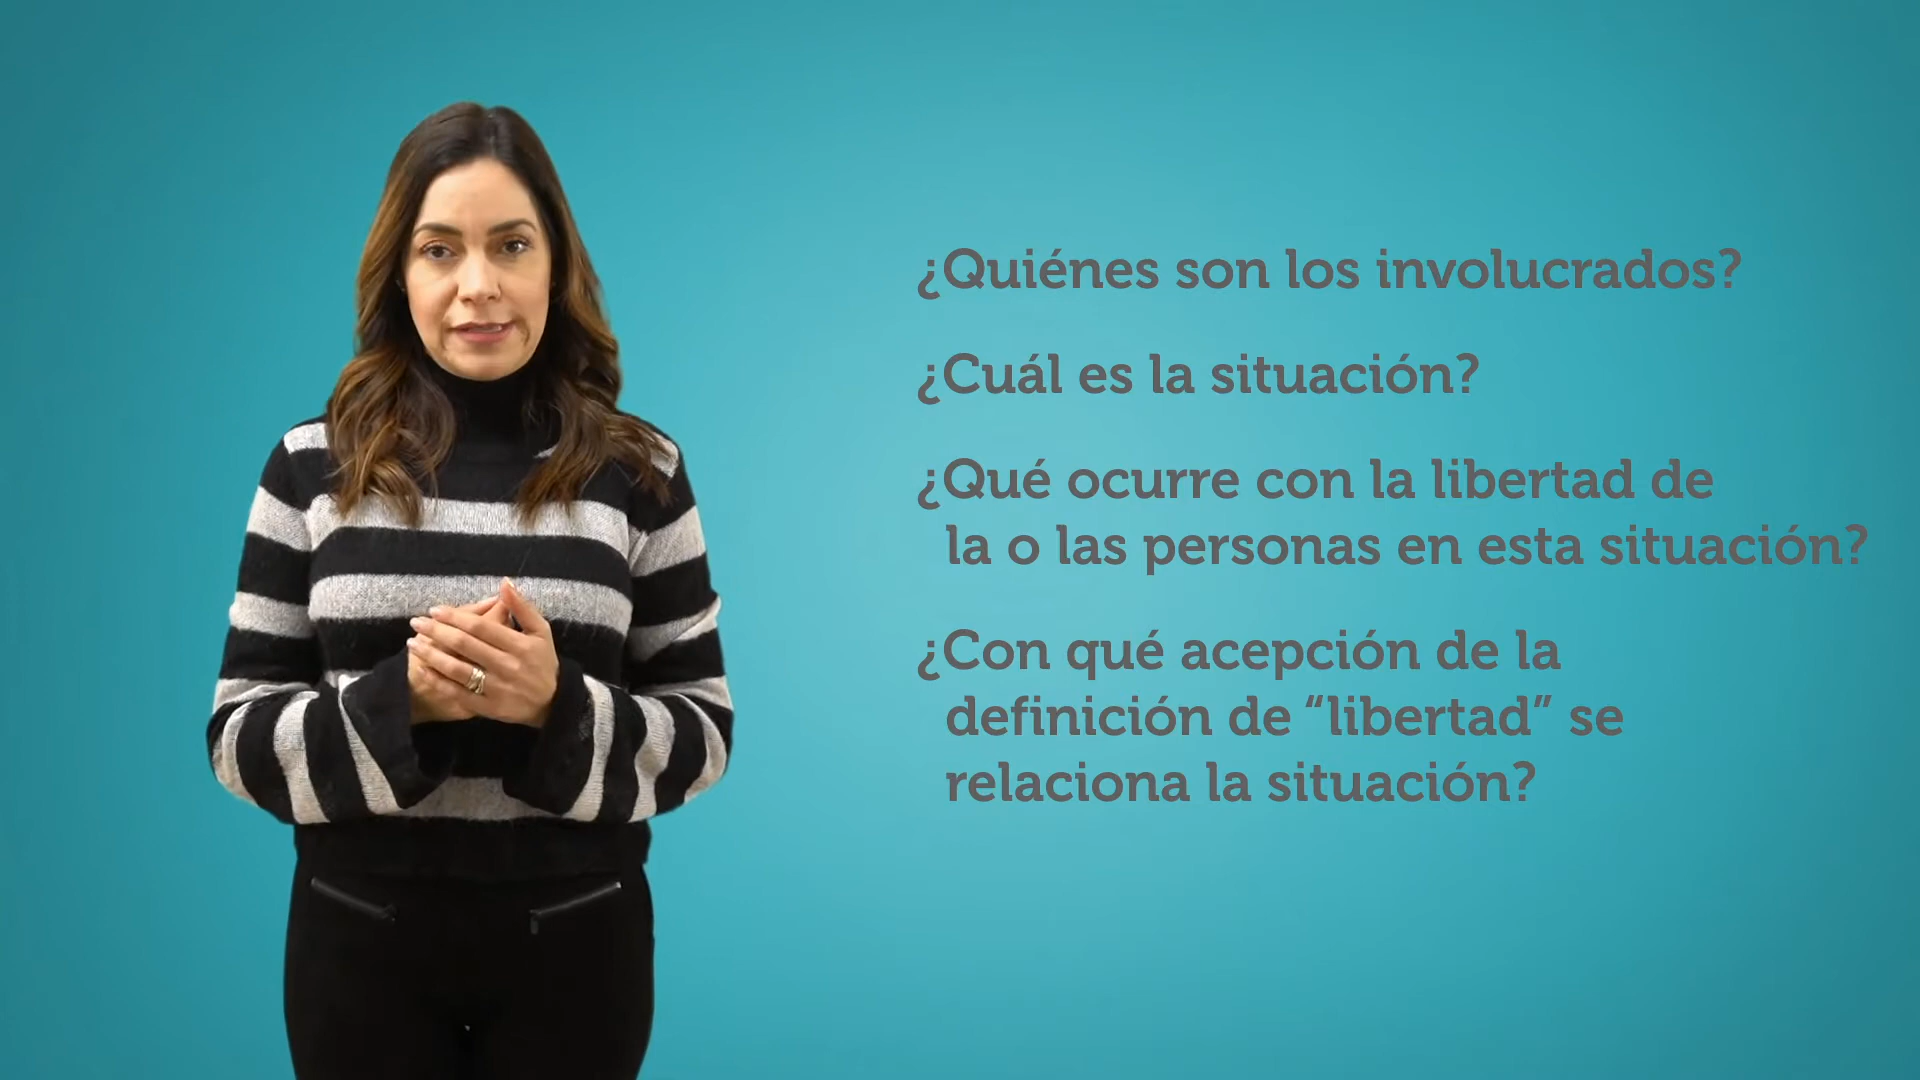 ¿Quiénes son los involucrados?
¿Cuál es la situación?
¿Qué ocurre con la libertad de
la o las personas en esta situación?
¿Con qué acepción de la
definición de “libertad” se
relaciona la situación?